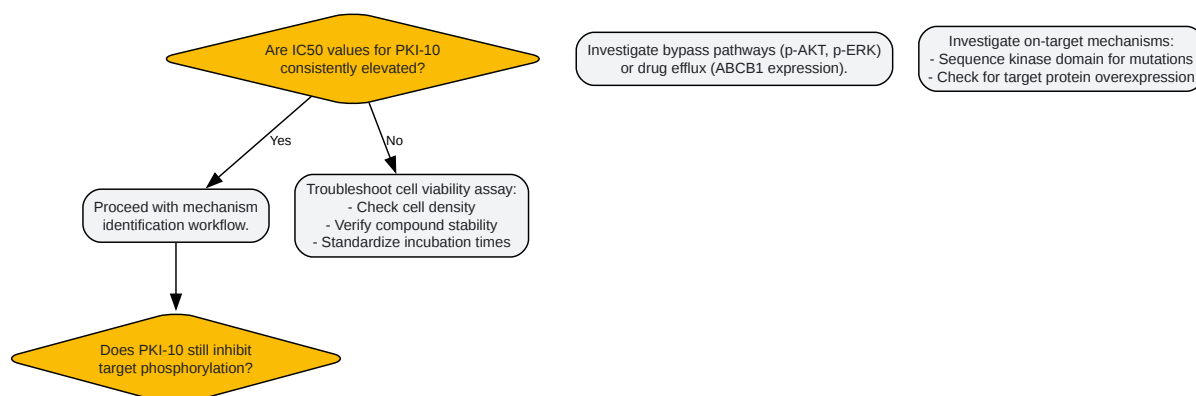 Are IC50 values for PKI-10
consistently elevated?
Investigate bypass pathways (p-AKT, p-ERK)
or drug efflux (ABCB1 expression).
Investigate on-target mechanisms:
- Sequence kinase domain for mutations
- Check for target protein overexpression
Yes
No
Proceed with mechanism
identification workflow.
Troubleshoot cell viability assay:
- Check cell density
- Verify compound stability
- Standardize incubation times
Does PKI-10 still inhibit
target phosphorylation?